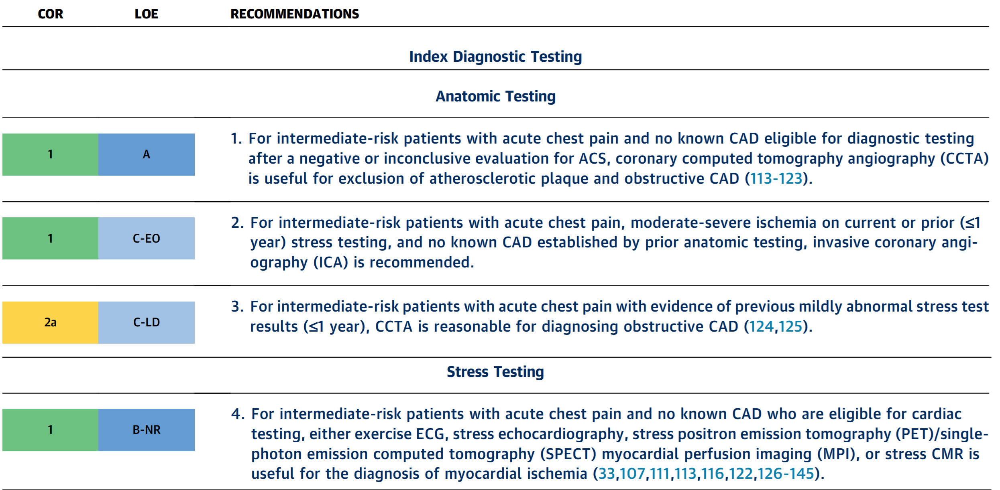 COR LOE RECOMMENDATIONS
Index Diagnostic Testing
Anatomic Testing
1 A
1. For intermediate-risk patients with acute chest pain and no known CAD eligible for diagnostic testing
after a negative or inconclusive evaluation for ACS, coronary computed tomography angiography (CCTA)
is useful for exclusion of atherosclerotic plaque and obstructive CAD (113-123).
1 C-EO
2. For intermediate-risk patients with acute chest pain, moderate-severe ischemia on current or prior (≤1
year) stress testing, and no known CAD established by prior anatomic testing, invasive coronary angi-
ography (ICA) is recommended.
2a C-LD
3. For intermediate-risk patients with acute chest pain with evidence of previous mildly abnormal stress test
results (≤1 year), CCTA is reasonable for diagnosing obstructive CAD (124,125).
Stress Testing
1 B-NR
4. For intermediate-risk patients with acute chest pain and no known CAD who are eligible for cardiac
testing, either exercise ECG, stress echocardiography, stress positron emission tomography (PET)/single-
photon emission computed tomography (SPECT) myocardial perfusion imaging (MPI), or stress CMR is
useful for the diagnosis of myocardial ischemia (33,107,111,113,116,122,126-145).